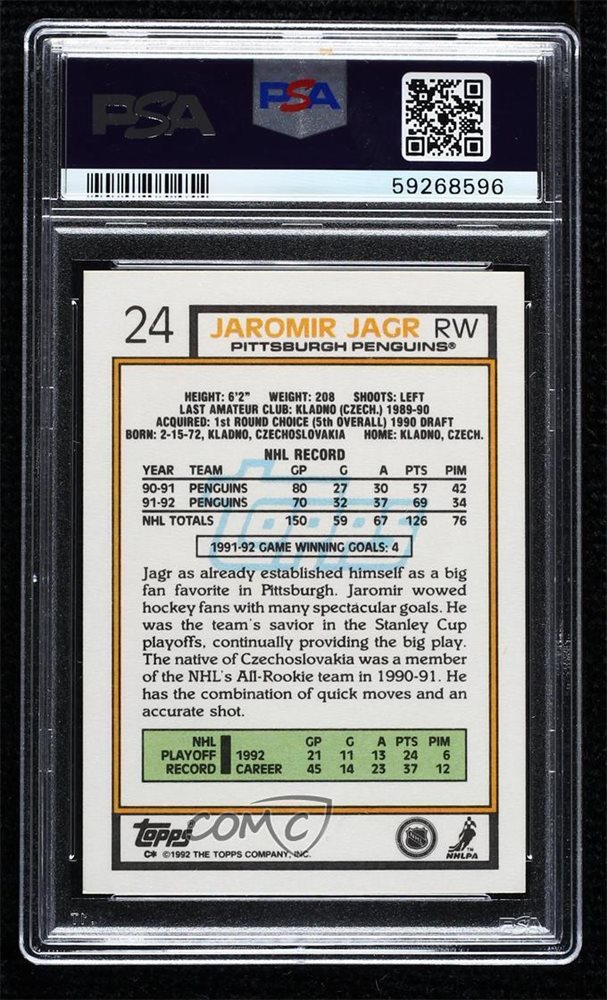 PSA
PSA
59268596
24 JAROMIR JAGR RW
PITTSBURGH PENGUINS®
HEIGHT: 6'2" WEIGHT: 208 SHOOTS: LEFT
LAST AMATEUR CLUB: KLADNO (CZECH.) 1989-90
ACQUIRED: 1st ROUND CHOICE (5th OVERALL) 1990 DRAFT
BORN: 2-15-72, KLADNO, CZECHOSLOVAKIA HOME: KLADNO, CZECH.
NHL RECORD
YEAR TEAM GP G A PTS PIM
90-91 PENGUINS 80 27 30 57 42
91-92 PENGUINS 70 32 37 69 34
NHL TOTALS 150 59 67 126 76
topps
1991-92 GAME WINNING GOALS: 4
Jagr as already established himself as a big
fan favorite in Pittsburgh. Jaromir wowed
hockey fans with many spectacular goals. He
was the team's savior in the Stanley Cup
playoffs, continually providing the big play.
The native of Czechoslovakia was a member
of the NHL's All-Rookie team in 1990-91. He
has the combination of quick moves and an
accurate shot.
NHL GP G A PTS PIM
PLAYOFF 1992 21 11 13 24 6
RECORD CAREER 45 14 23 37 12
topps COMC
C* ©1992 THE TOPPS COMPANY, INC.
NHL
NHLPA
TM
PSA